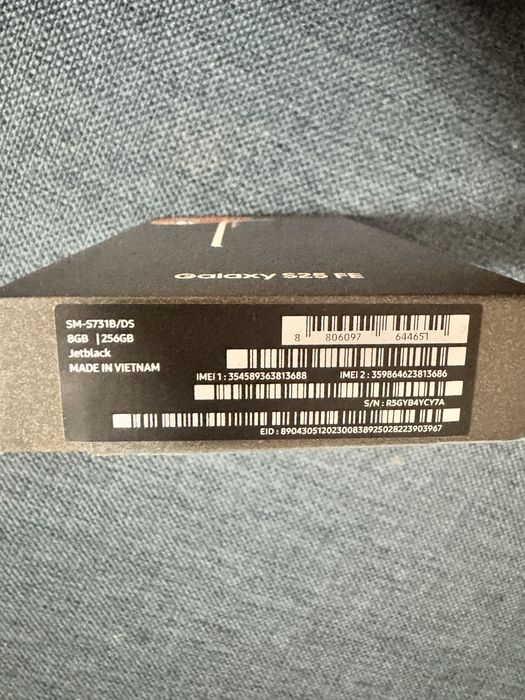 Galaxy S25 FE
SM-S731B/DS
8GB | 256GB
Jetblack
MADE IN VIETNAM
8 806097 644651
IMEI 1 : 354589363813688 IMEI 2 : 359864623813686
S/N : R5GYB4YCY7A
EID : 89043051202300838925028223903967